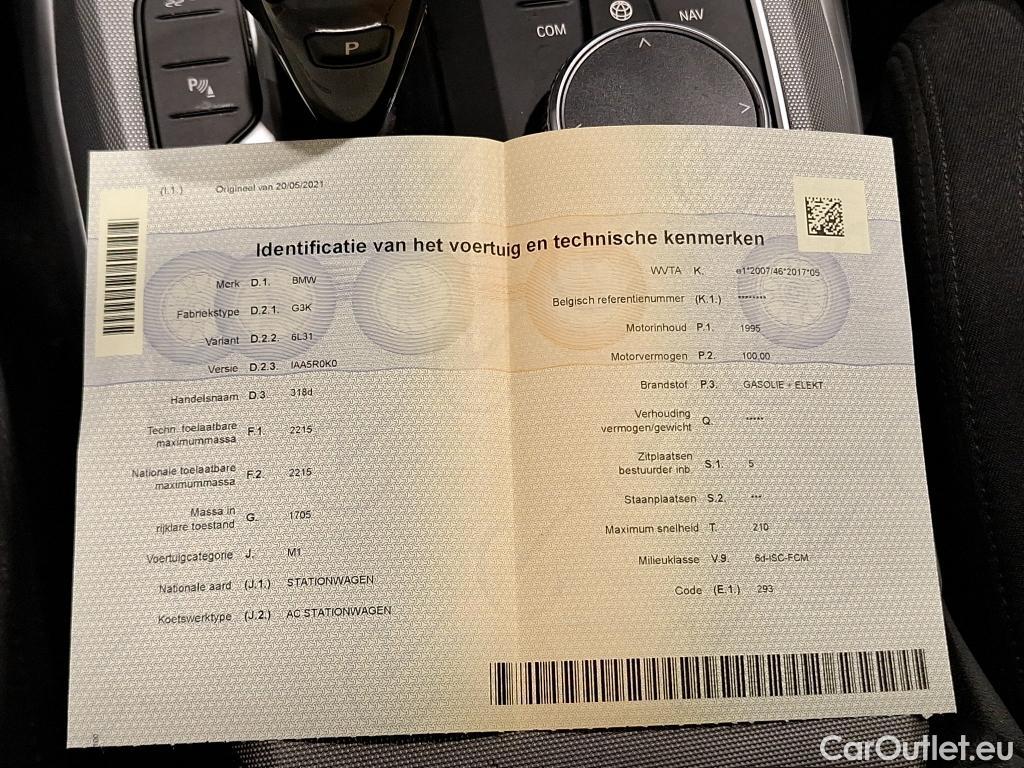 P
COM
NAV
P
(I.1.) Origineel van 20/05/2021
Identificatie van het voertuig en technische kenmerken
Merk D.1. BMW
Fabriekstype D.2.1. G3K
Variant D.2.2. 6L31
Versie D.2.3. IAA5R0K0
Handelsnaam D.3. 318d
Techn. toelaatbare
maximummassa F.1. 2215
Nationale toelaatbare
maximummassa F.2. 2215
Massa in
rijklare toestand G. 1705
Voertuigcategorie J. M1
Nationale aard (J.1.) STATIONWAGEN
Koetswerktype (J.2.) AC STATIONWAGEN
WVTA K. e1*2007/46*2017*05
Belgisch referentienummer (K.1.) ********
Motorinhoud P.1. 1995
Motorvermogen P.2. 100,00
Brandstof P.3. GASOLIE + ELEKT
Verhouding
vermogen/gewicht Q. *****
Zitplaatsen
bestuurder inb. S.1. 5
Staanplaatsen S.2. ***
Maximum snelheid T. 210
Milieuklasse V.9. 6d-ISC-FCM
Code (E.1.) 293
CarOutlet.eu